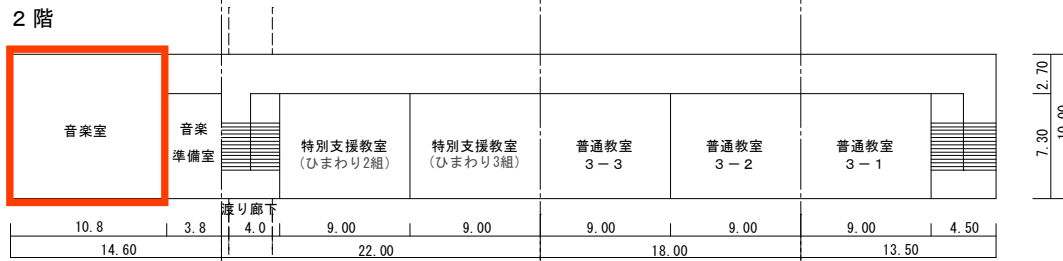 2階
音楽室
音楽
準備室
特別支援教室
(ひまわり2組)
特別支援教室
(ひまわり3組)
普通教室
3-3
普通教室
3-2
普通教室
3-1
2.70
7.30
10.00
渡り廊下
10.8
3.8
4.0
9.00
9.00
9.00
9.00
9.00
4.50
14.60
22.00
18.00
13.50